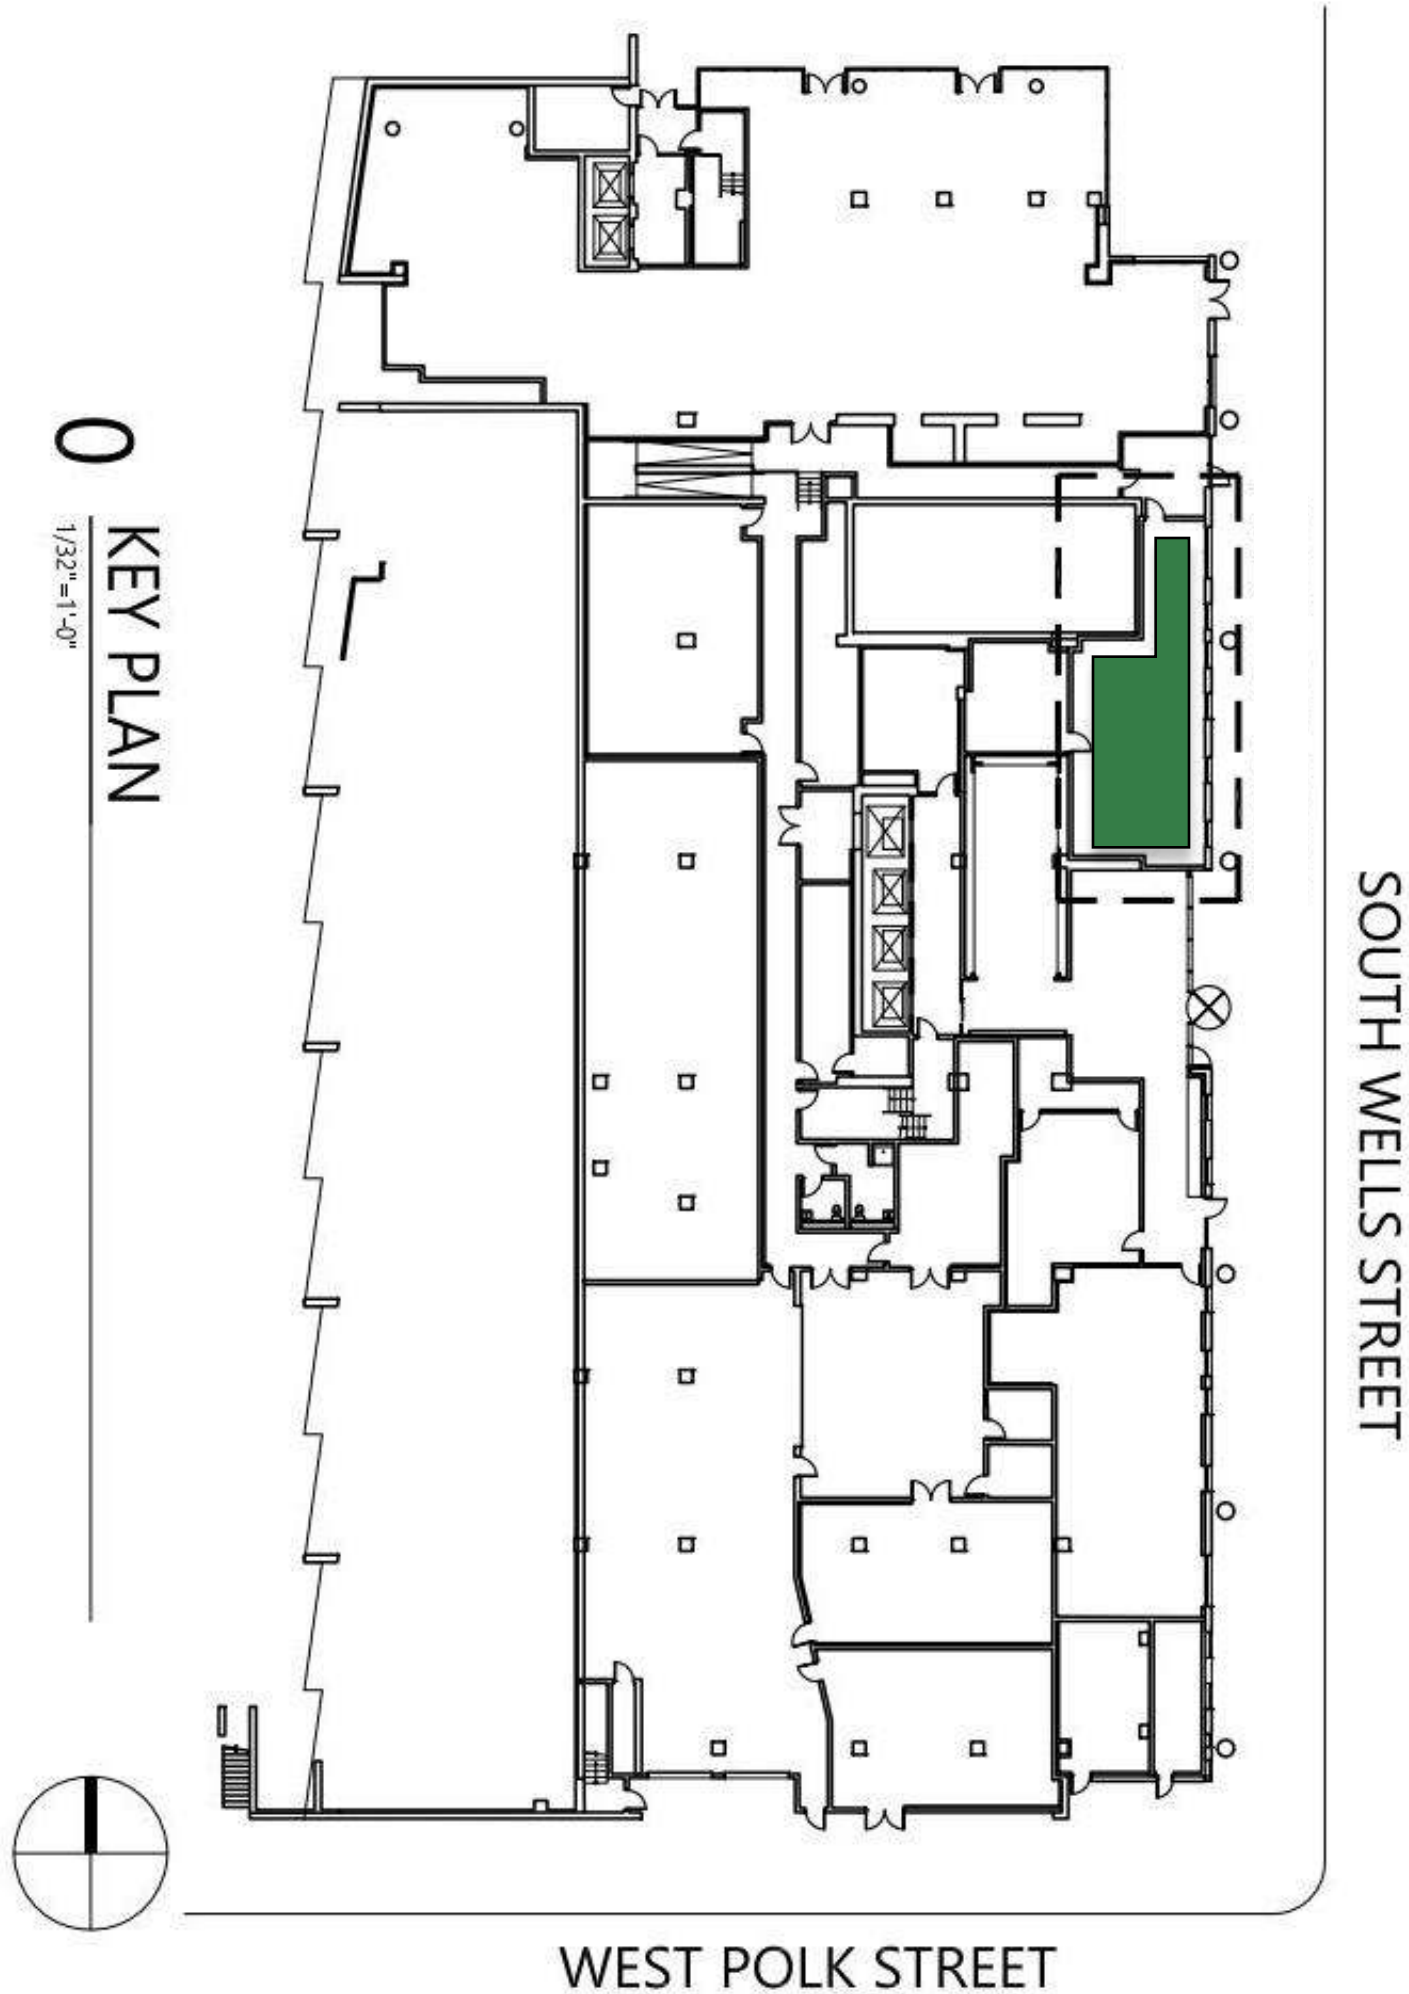 0
KEY PLAN
1/32"=1'-0"
SOUTH WELLS STREET
WEST POLK STREET